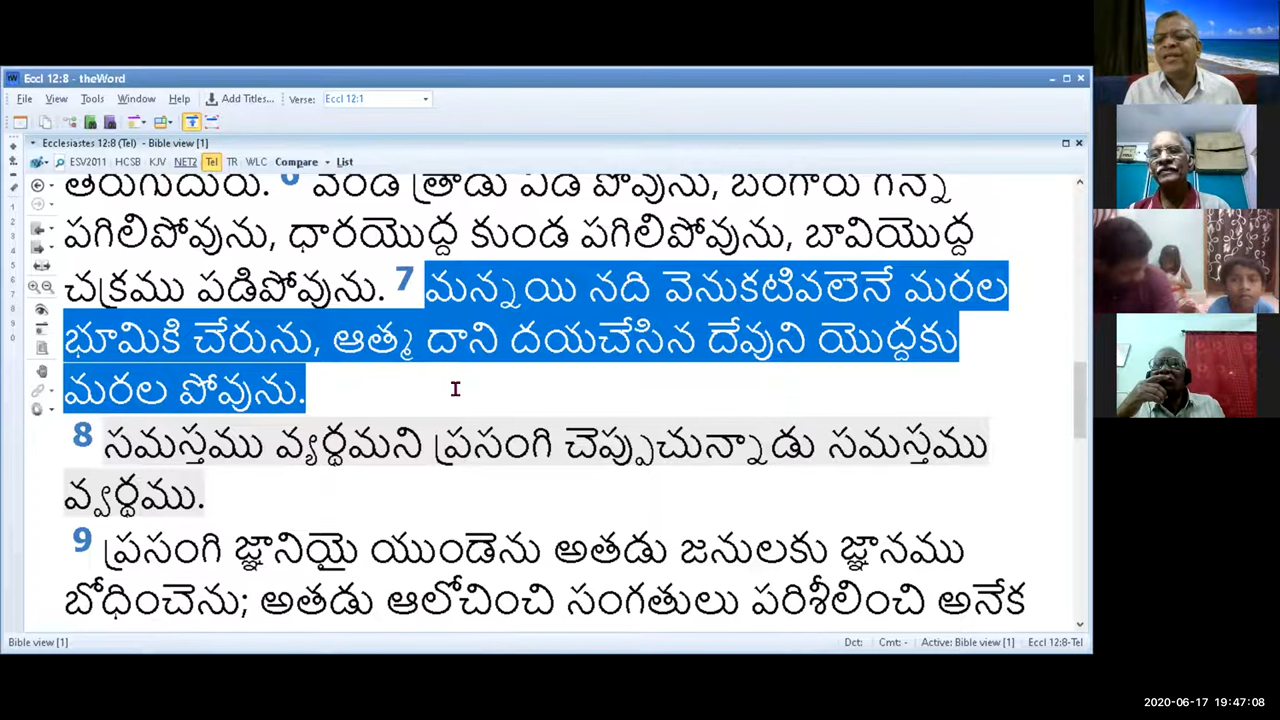 Eccl 12:8 - theWord
File View Tools Window Help Add Titles... Verse: Eccl 12:1
Ecclesiastes 12:8 (Tel) - Bible view [1]
ESV2011 HCSB KJV NET2 Tel TR WLC Compare List
తెయుగుదురు. 6 వెండి త్రాడు విడి పోవును, బంగారు గిన్నె
పగిలిపోవును, ధారయొద్ద కుండ పగిలిపోవును, బావియొద్ద
చక్రము పడిపోవును. 7 మన్నయి నది వెనుకటివలెనే మరల
భూమికి చేరును, ఆత్మ దాని దయచేసిన దేవుని యొద్దకు
మరల పోవును.
8 సమస్తము వ్యర్థమని ప్రసంగి చెప్పుచున్నాడు సమస్తము
వ్వర్థము.
9 ప్రసంగి జ్ఞానియై యుండెను అతడు జనులకు జ్ఞానము
బోధించెను; అతడు ఆలోచించి సంగతులు పరిశీలించి అనేక
Bible view [1] Dct: Cmt: - Active: Bible view [1] Eccl 12:8-Tel
2020-06-17 19:47:08